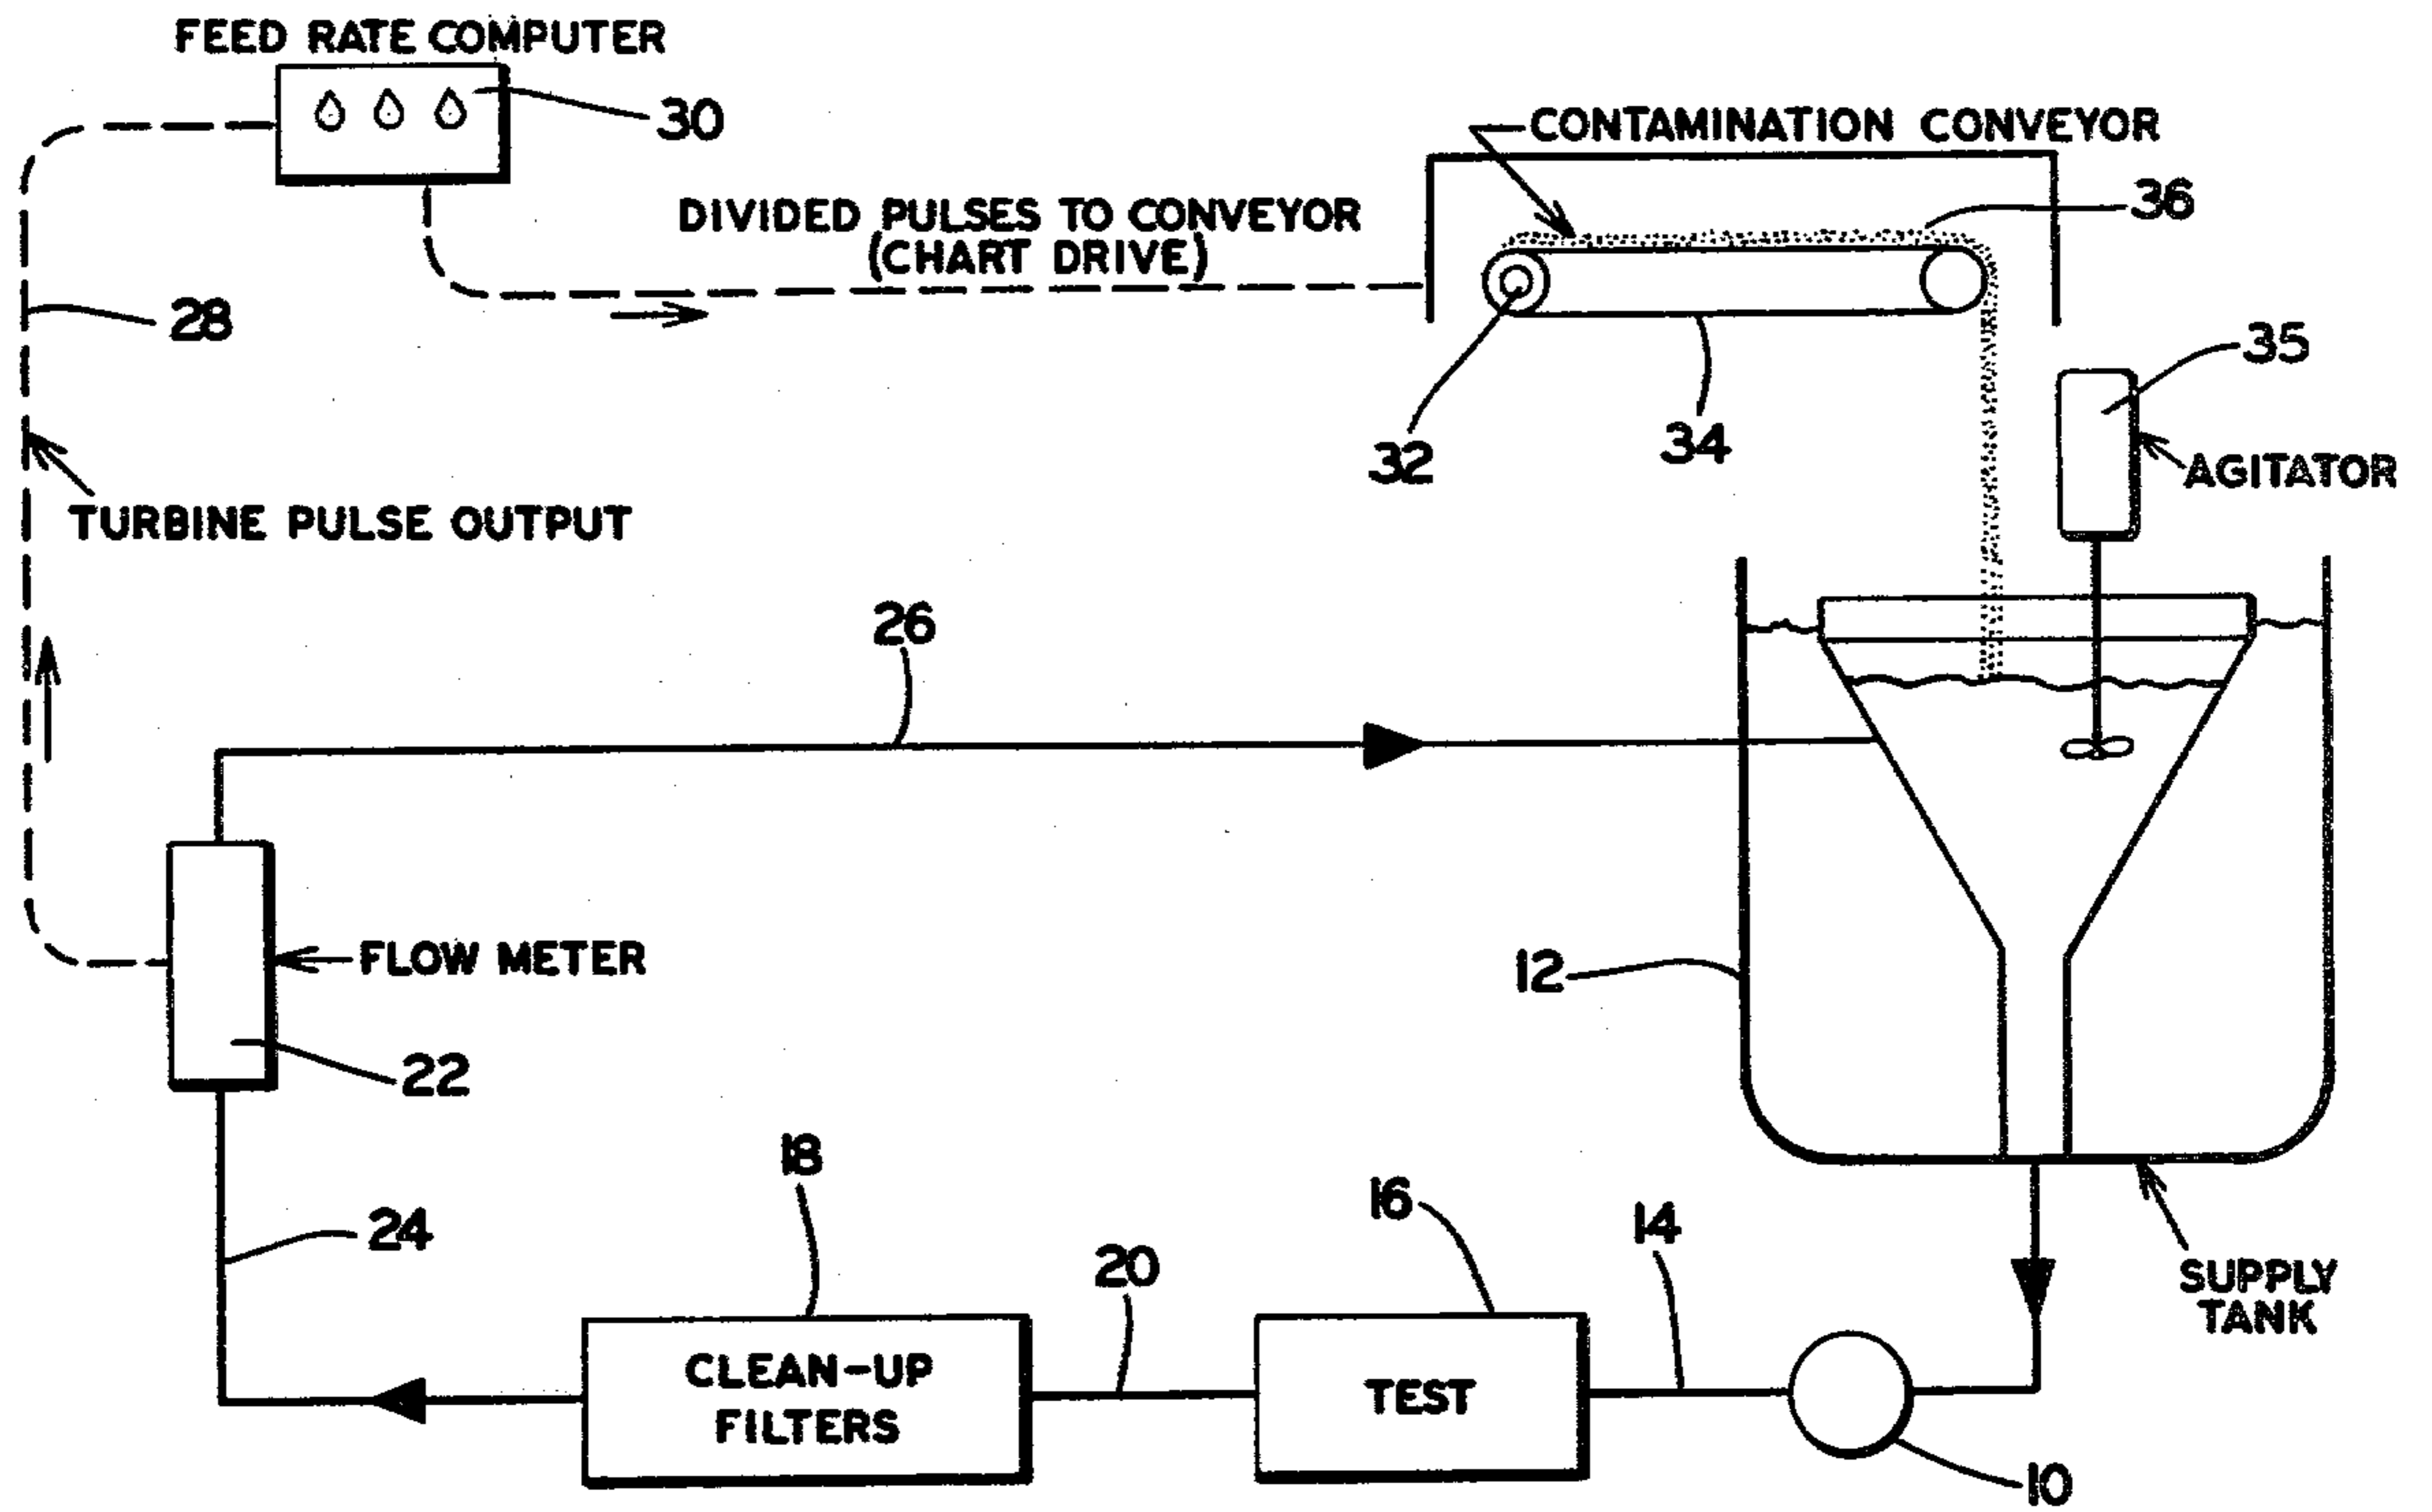 FEED RATE COMPUTER
30
CONTAMINATION CONVEYOR
36
DIVIDED PULSES TO CONVEYOR
(CHART DRIVE)
28
35
32
34
AGITATOR
TURBINE PULSE OUTPUT
26
12
FLOW METER
22
18
16
14
24
20
SUPPLY
TANK
CLEAN-UP
FILTERS
TEST
10